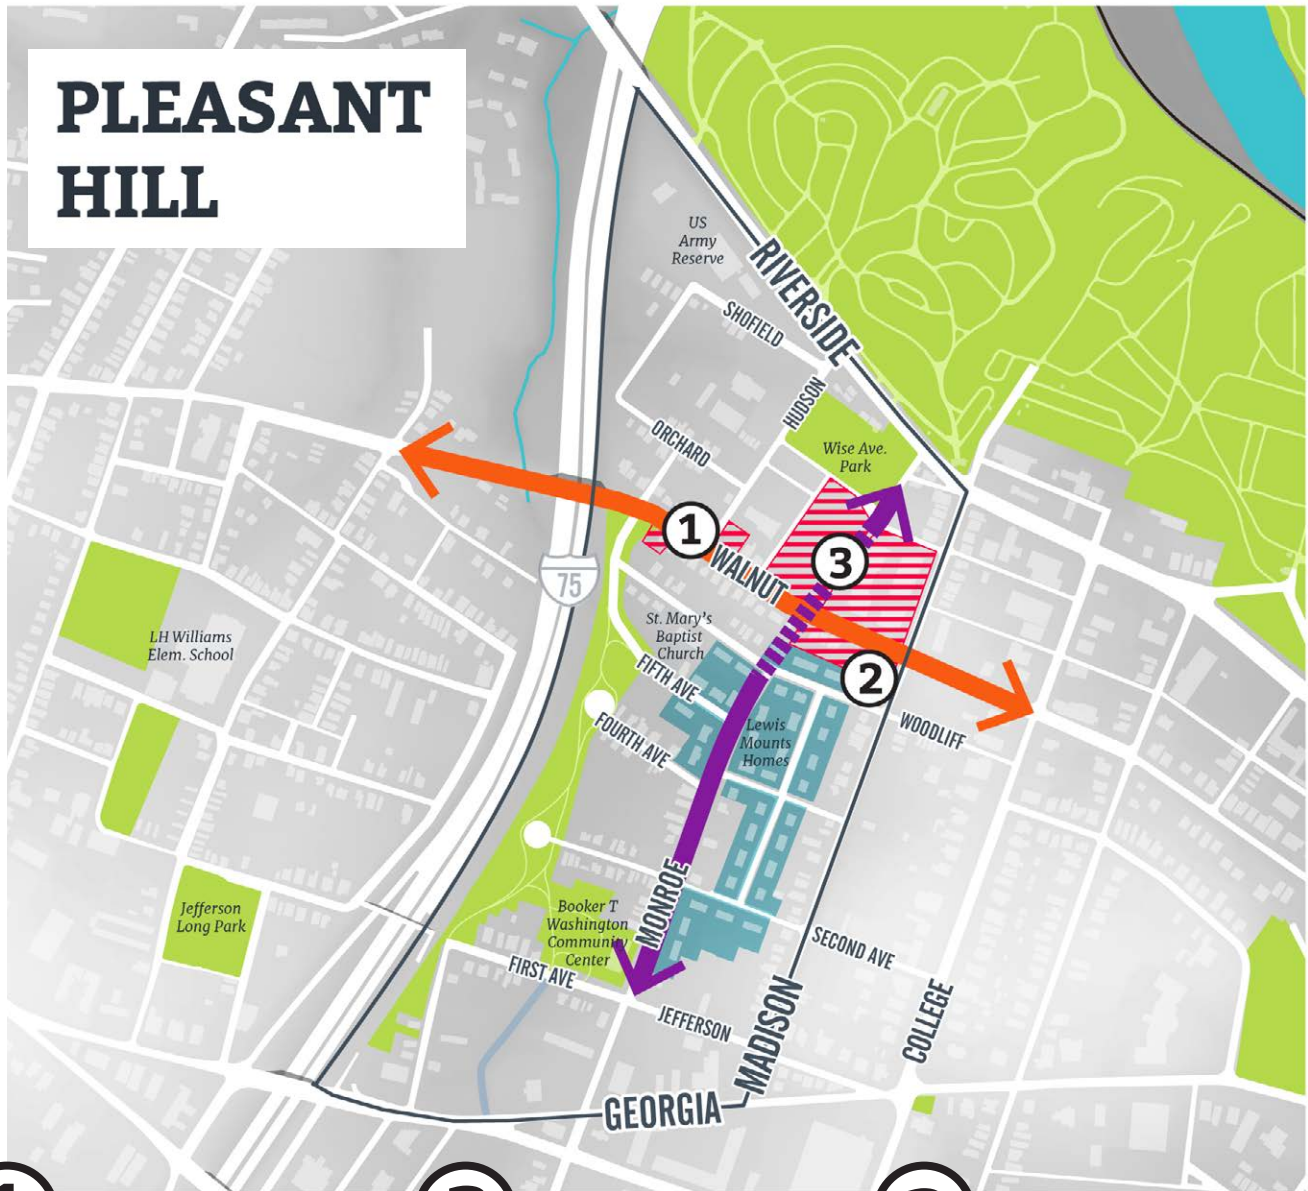 PLEASANT
HILL
US
Army
Reserve
RIVERSIDE
SHOFIELD
HUDSON
ORCHARD
Wise Ave.
Park
1
WALNUT
3
75
St. Mary's
Baptist
Church
LH Williams
Elem. School
FIFTH AVE
2
WOODLIFF
FOURTH AVE
Lewis
Mounts
Homes
MONROE
Jefferson
Long Park
Booker T
Washington
Community
Center
SECOND AVE
FIRST AVE
JEFFERSON
MADISON
COLLEGE
GEORGIA